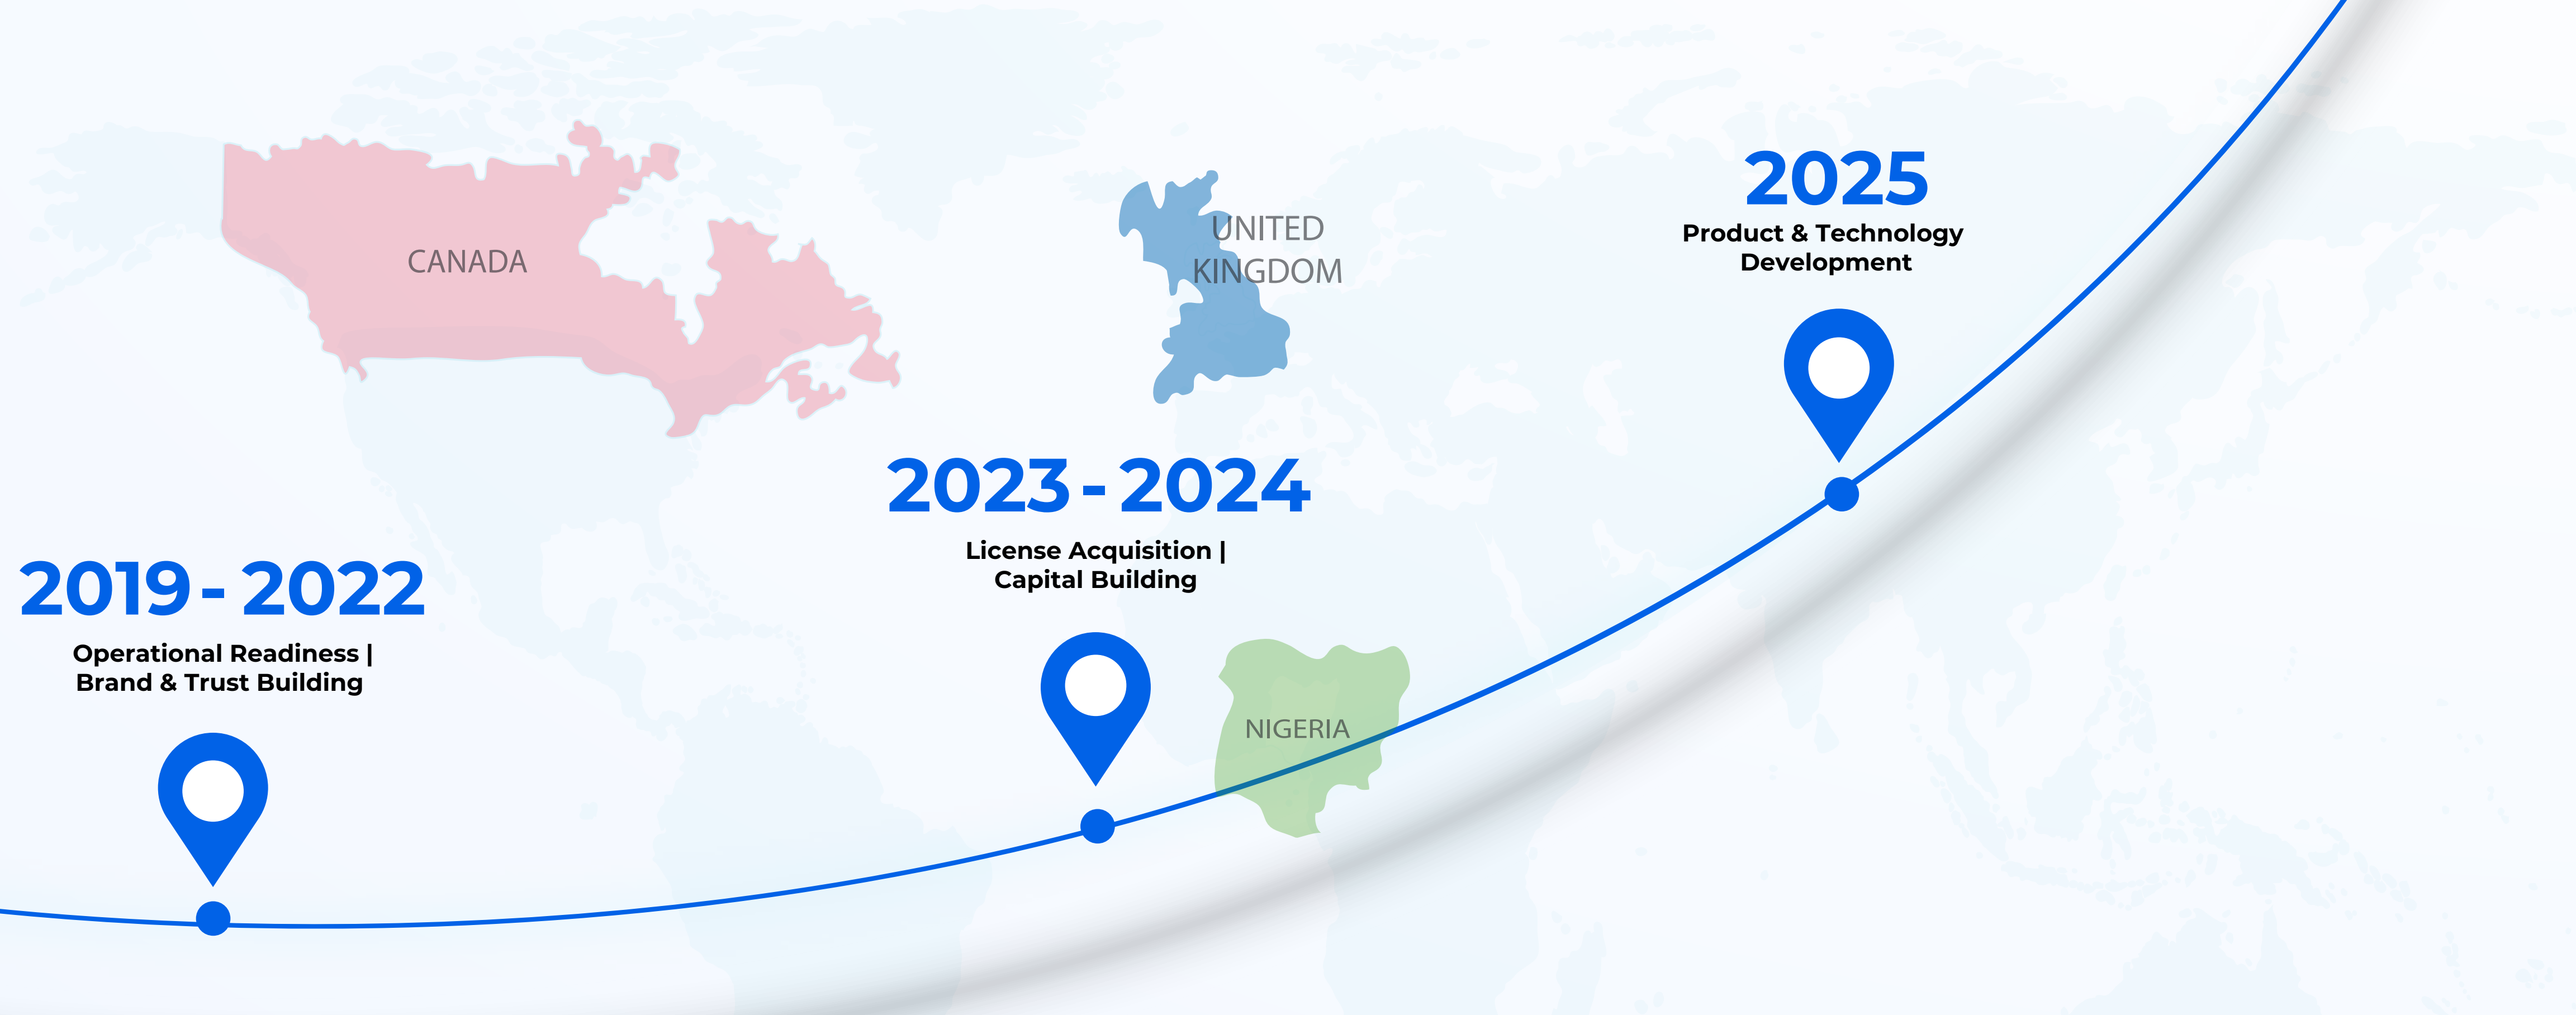 CANADA
UNITED
KINGDOM
2025
Product & Technology
Development
2023 - 2024
License Acquisition |
Capital Building
2019 - 2022
Operational Readiness |
Brand & Trust Building
NIGERIA